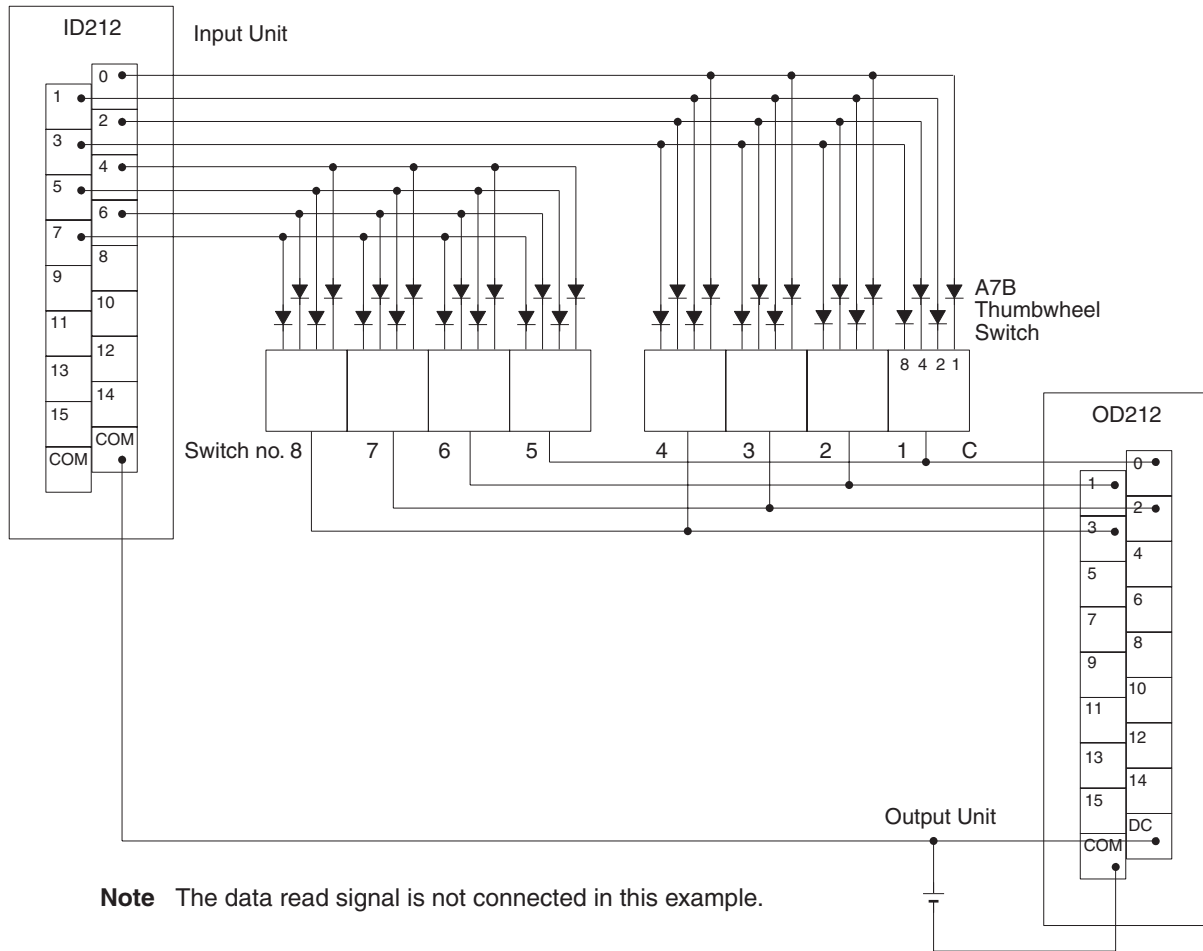 ID212
Input Unit
0
1
2
3
4
5
6
7
8
9
10
11
12
13
14
15
COM
COM
A7B
Thumbwheel
Switch
8 4 2 1
Switch no. 8 7 6 5 4 3 2 1 C
OD212
0
1
2
3
4
5
6
7
8
9
10
11
12
13
14
15
DC
COM
Output Unit
Note The data read signal is not connected in this example.